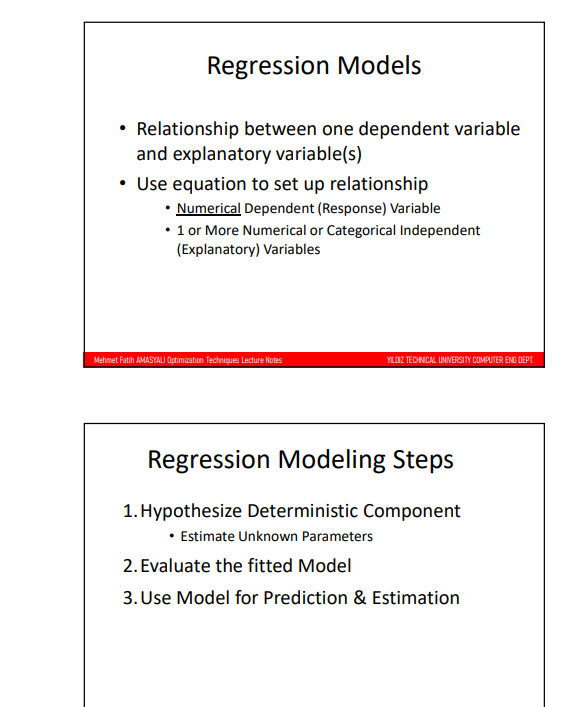 Regression Models
• Relationship between one dependent variable
and explanatory variable(s)
• Use equation to set up relationship
• Numerical Dependent (Response) Variable
• 1 or More Numerical or Categorical Independent
(Explanatory) Variables
Mehmet Fatih AMASYALI Optimization Techniques Lecture Notes
YILDIZ TECHNICAL UNIVERSITY COMPUTER ENG DEPT.
Regression Modeling Steps
1. Hypothesize Deterministic Component
• Estimate Unknown Parameters
2. Evaluate the fitted Model
3. Use Model for Prediction & Estimation